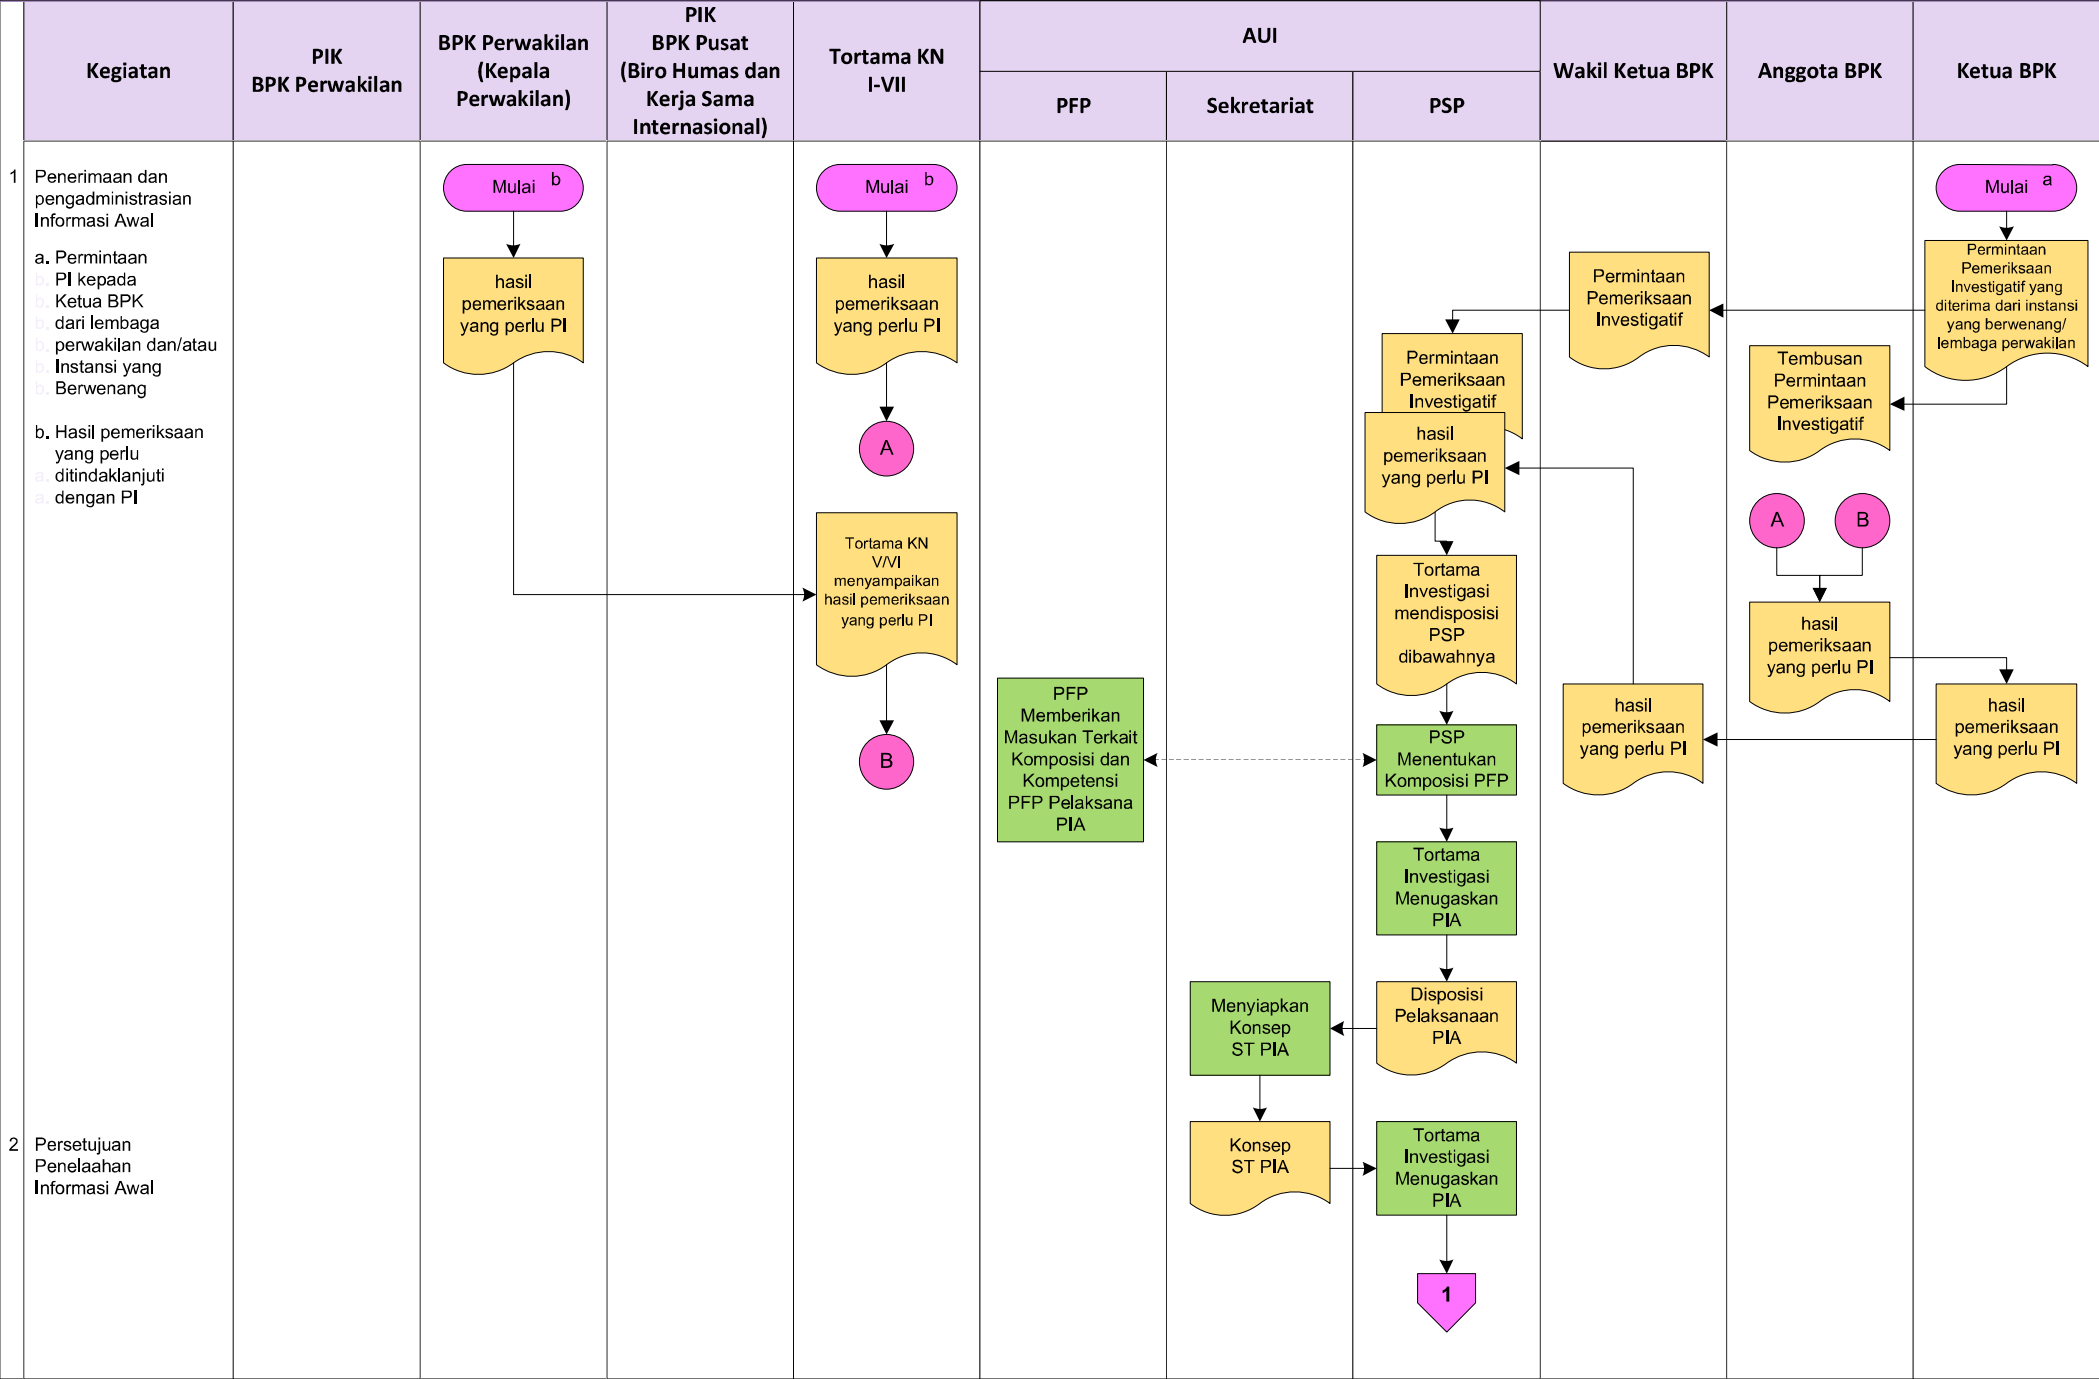 Kegiatan
PIK
BPK Perwakilan
BPK Perwakilan
(Kepala
Perwakilan)
PIK
BPK Pusat
(Biro Humas dan
Kerja Sama
Internasional)
Tortama KN
I-VII
AUI
PFP
Sekretariat
PSP
Wakil Ketua BPK
Anggota BPK
Ketua BPK
1
Penerimaan dan
pengadministrasian
Informasi Awal
a. Permintaan
b. PI kepada
b. Ketua BPK
b. dari lembaga
b. perwakilan dan/atau
b. Instansi yang
b. Berwenang
b. Hasil pemeriksaan
yang perlu
a. ditindaklanjuti
a. dengan PI
Mulai b
hasil
pemeriksaan
yang perlu PI
Mulai b
hasil
pemeriksaan
yang perlu PI
A
Tortama KN
V/VI
menyampaikan
hasil pemeriksaan
yang perlu PI
B
PFP
Memberikan
Masukan Terkait
Komposisi dan
Kompetensi
PFP Pelaksana
PIA
Menyiapkan
Konsep
ST PIA
Permintaan
Pemeriksaan
Investigatif
hasil
pemeriksaan
yang perlu PI
Tortama
Investigasi
mendisposisi
PSP
dibawahnya
PSP
Menentukan
Komposisi PFP
Tortama
Investigasi
Menugaskan
PIA
Disposisi
Pelaksanaan
PIA
Permintaan
Pemeriksaan
Investigatif
hasil
pemeriksaan
yang perlu PI
Tembusan
Permintaan
Pemeriksaan
Investigatif
A
B
hasil
pemeriksaan
yang perlu PI
Mulai a
Permintaan
Pemeriksaan
Investigatif yang
diterima dari instansi
yang berwenang/
lembaga perwakilan
hasil
pemeriksaan
yang perlu PI
2
Persetujuan
Penelaahan
Informasi Awal
Konsep
ST PIA
Tortama
Investigasi
Menugaskan
PIA
1